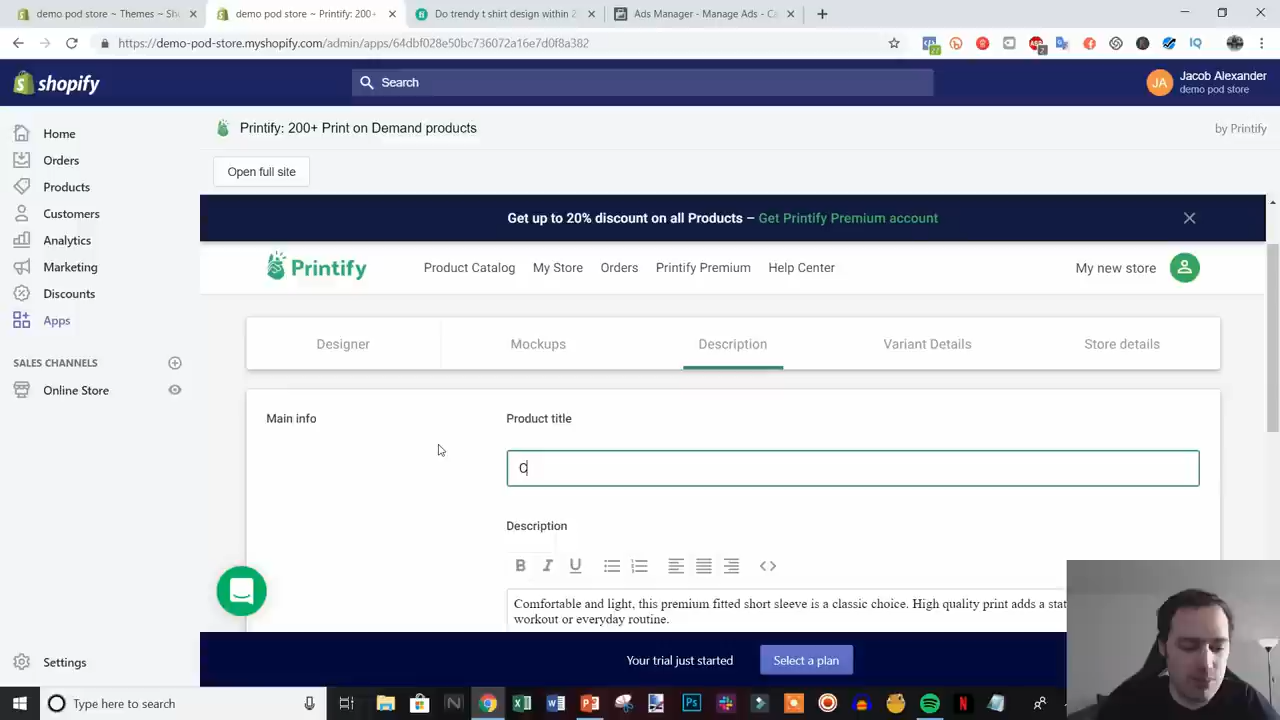 demo pod store ~ Themes ~ Sh
demo pod store ~ Printify: 200+
Do trendy t shirt design within 2
Ads Manager - Manage Ads - Ca
https://demo-pod-store.myshopify.com/admin/apps/64dbf028e50bc736072a16e7d0f8a382
shopify
Search
JA
Jacob Alexander
demo pod store
Home
Orders
Products
Customers
Analytics
Marketing
Discounts
Apps
SALES CHANNELS
Online Store
Settings
Printify: 200+ Print on Demand products
by Printify
Open full site
Get up to 20% discount on all Products – Get Printify Premium account
Printify
Product Catalog
My Store
Orders
Printify Premium
Help Center
My new store
Designer
Mockups
Description
Variant Details
Store details
Main info
Product title
C
Description
B I U
Comfortable and light, this premium fitted short sleeve is a classic choice. High quality print adds a stat
workout or everyday routine.
Your trial just started
Select a plan
Type here to search